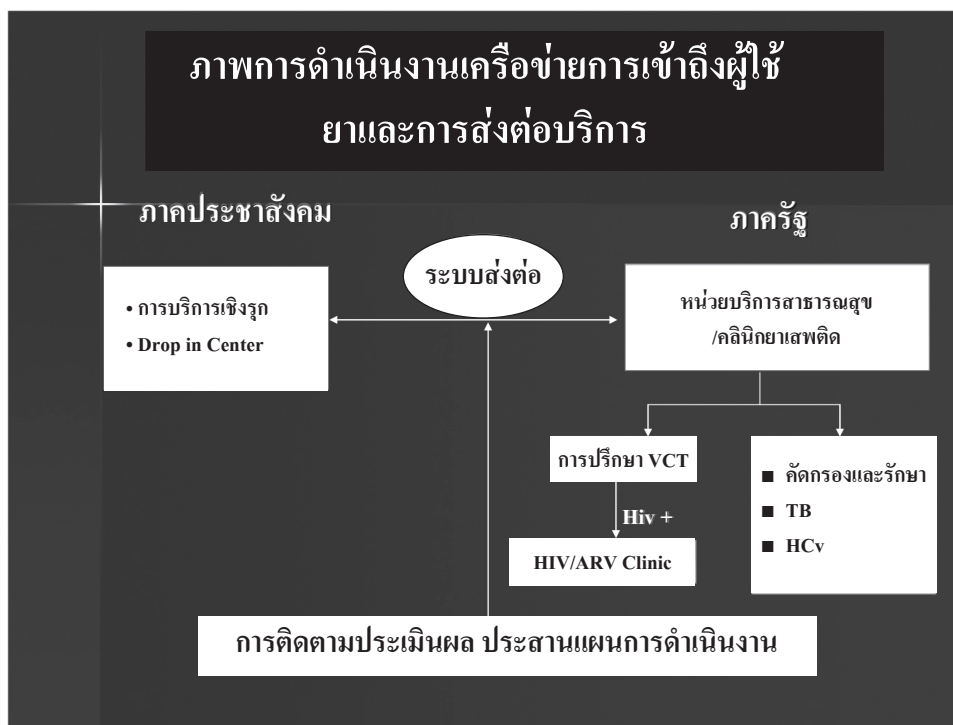 ภาพการดำเนินงานเครือข่ายการเข้าถึงผู้ใช้
ยาและการส่งต่อบริการ
ภาคประชาสังคม
ภาครัฐ
ระบบส่งต่อ
• การบริการเชิงรุก
• Drop in Center
หน่วยบริการสาธารณสุข
/คลินิกยาเสพติด
การปรึกษา VCT
Hiv +
HIV/ARV Clinic
■ คัดกรองและรักษา
■ TB
■ HCv
การติดตามประเมินผล ประสานแผนการดำเนินงาน